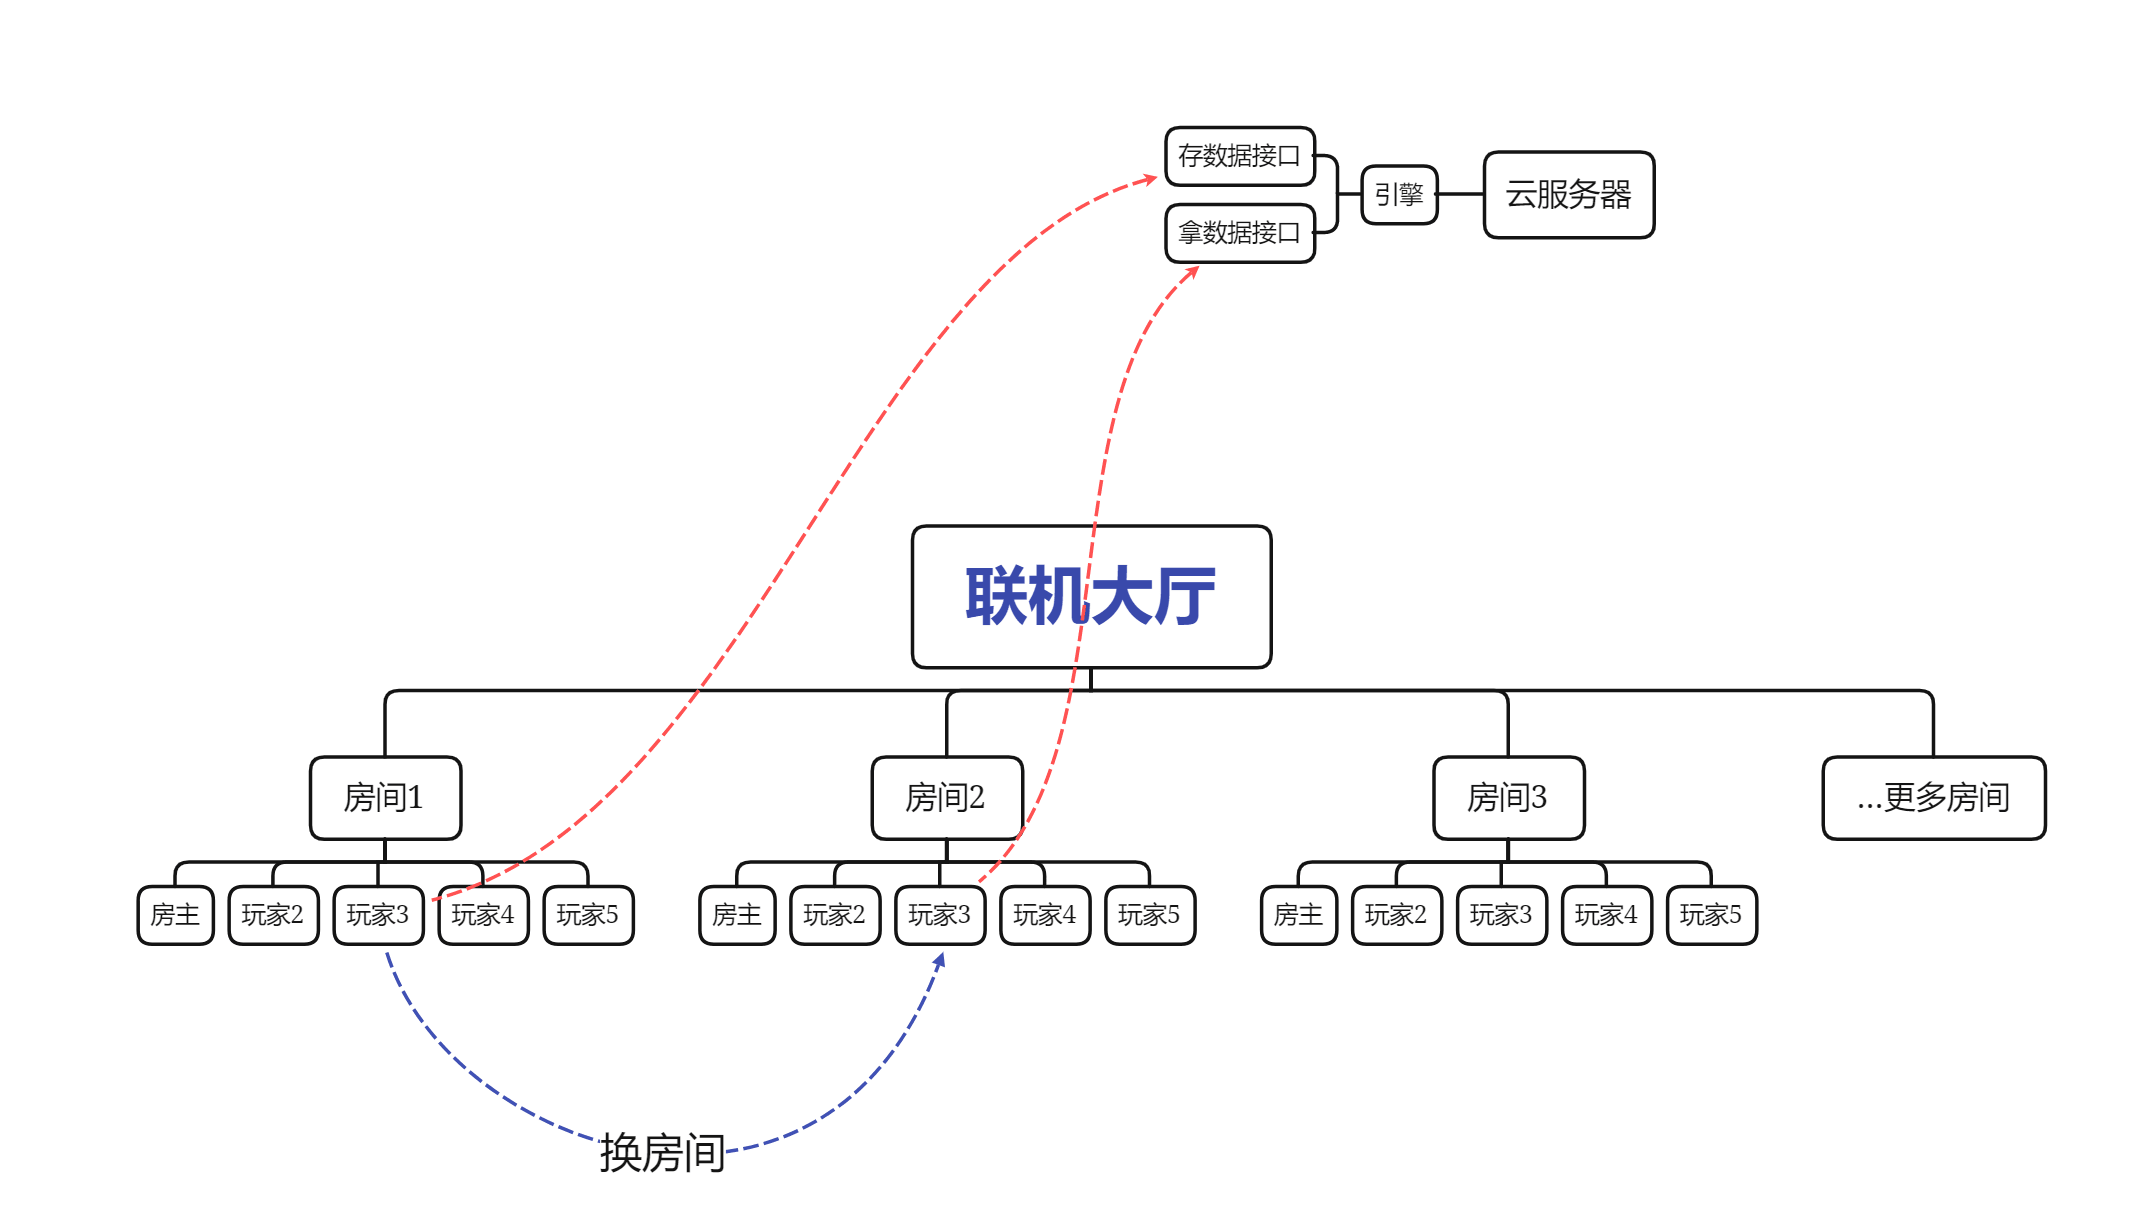 存数据接口
拿数据接口
引擎
云服务器
联机大厅
房间1
房间2
房间3
...更多房间
房主
玩家2
玩家3
玩家4
玩家5
房主
玩家2
玩家3
玩家4
玩家5
房主
玩家2
玩家3
玩家4
玩家5
换房间